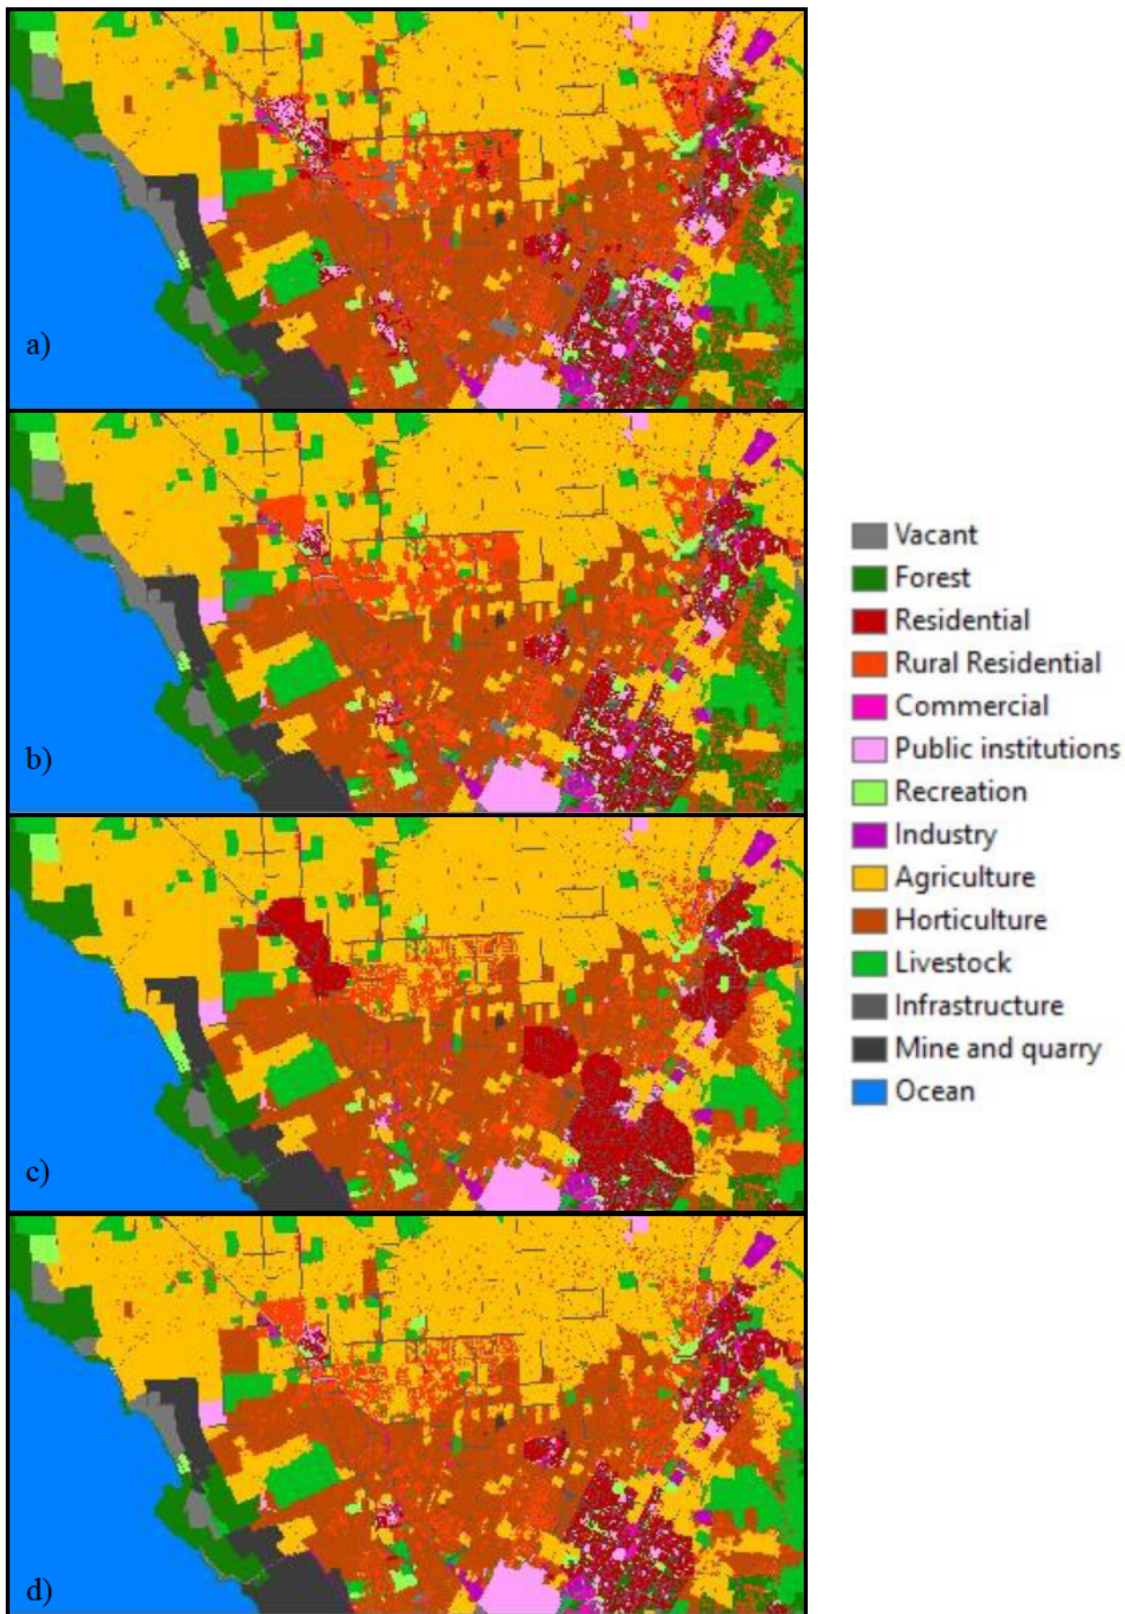 a)
b)
c)
d)
Vacant
Forest
Residential
Rural Residential
Commercial
Public institutions
Recreation
Industry
Agriculture
Horticulture
Livestock
Infrastructure
Mine and quarry
Ocean